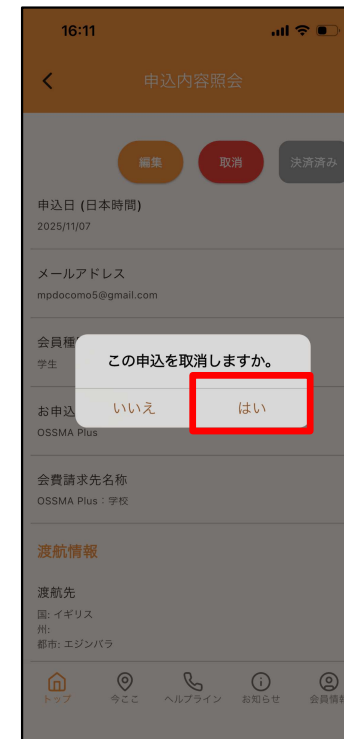 16:11
申込内容照会
編集 取消 決済済み
申込日 (日本時間)
2025/11/07
メールアドレス
mpdocomo5@gmail.com
会員種
学生
この申込を取消しますか。
いいえ はい
お申込
OSSMA Plus
会費請求先名称
OSSMA Plus：学校
渡航情報
渡航先
国: イギリス
州:
都市: エジンバラ
トップ 今ここ ヘルプライン お知らせ 会員情報